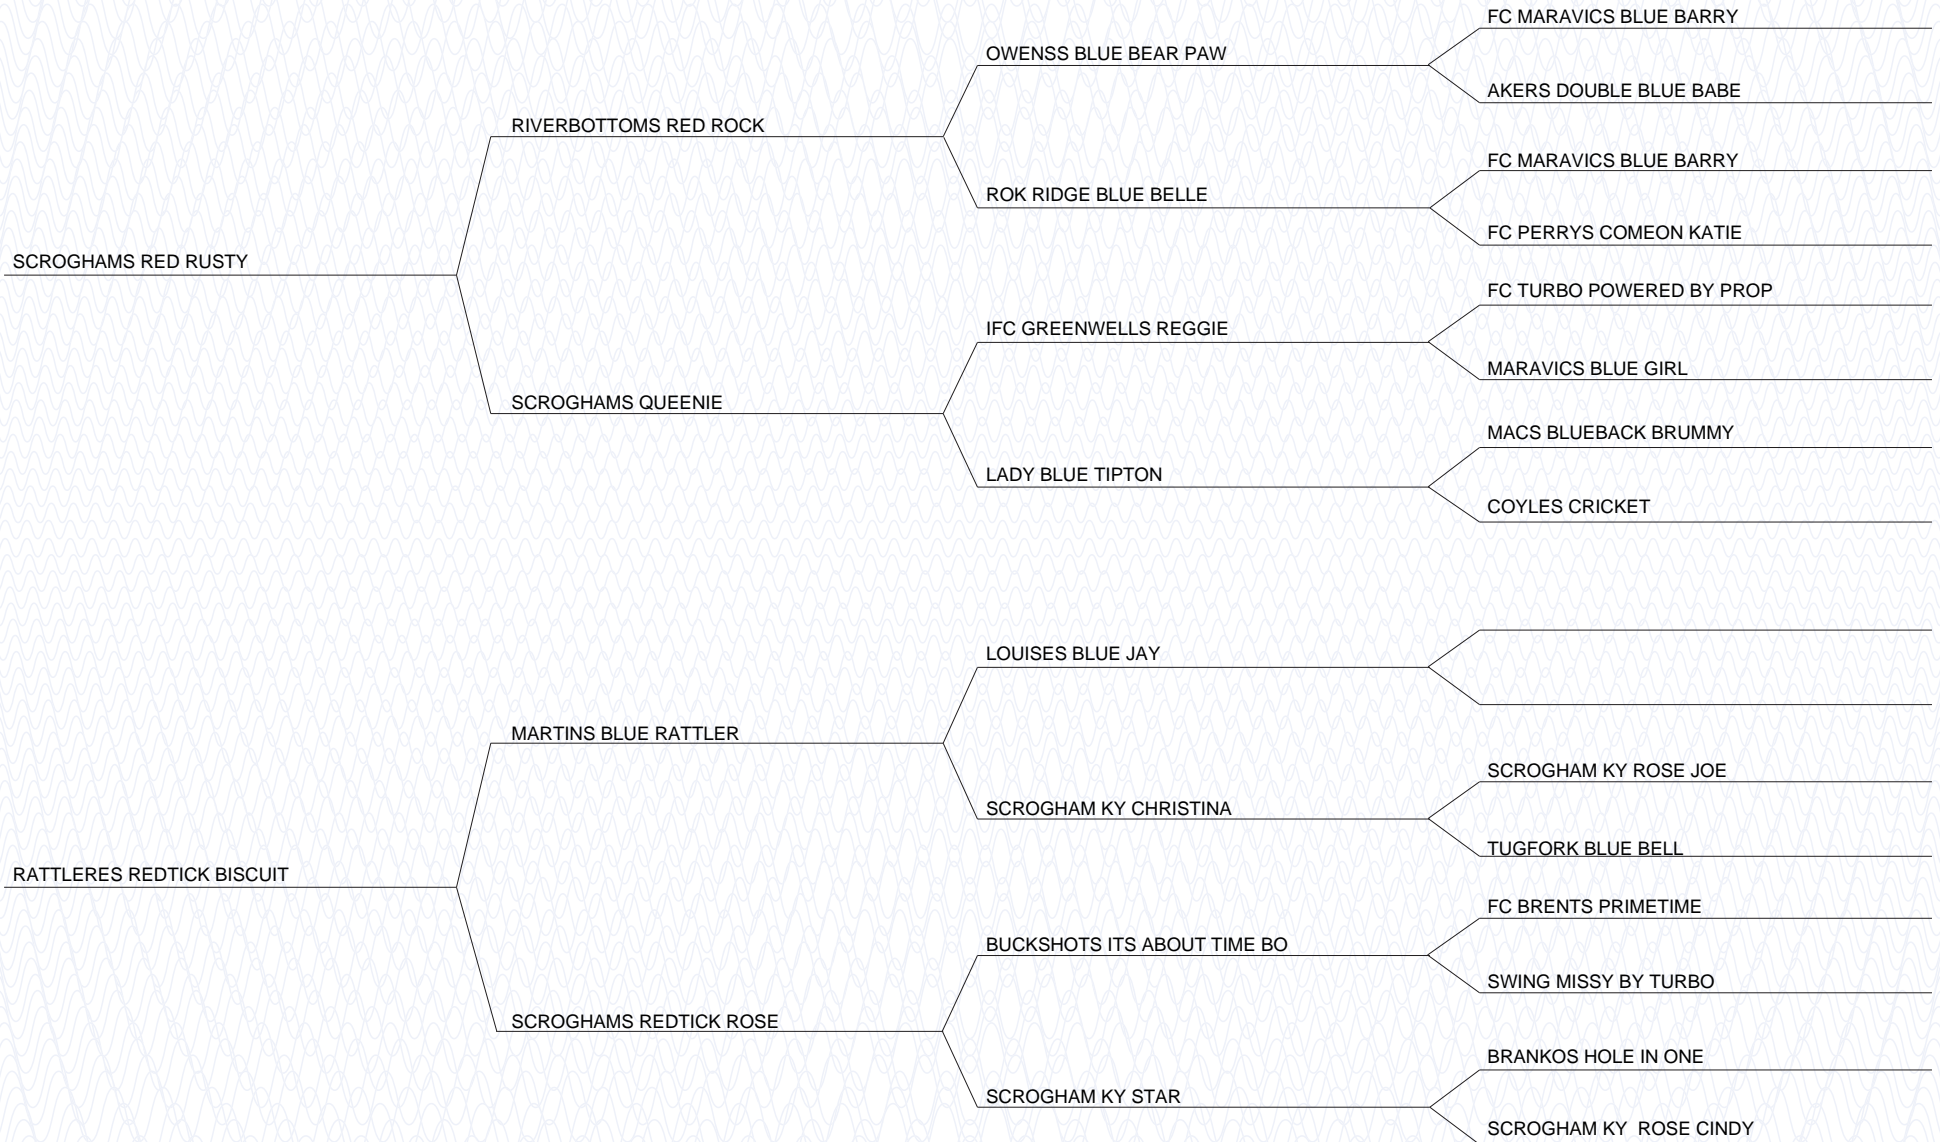 FC MARAVICS BLUE BARRY
OWENSS BLUE BEAR PAW
AKERS DOUBLE BLUE BABE
RIVERBOTTOMS RED ROCK
FC MARAVICS BLUE BARRY
ROK RIDGE BLUE BELLE
FC PERRYS COMEON KATIE
SCROGHAMS RED RUSTY
FC TURBO POWERED BY PROP
IFC GREENWELLS REGGIE
MARAVICS BLUE GIRL
SCROGHAMS QUEENIE
MACS BLUEBACK BRUMMY
LADY BLUE TIPTON
COYLES CRICKET
LOUISES BLUE JAY
MARTINS BLUE RATTLER
SCROGHAM KY ROSE JOE
SCROGHAM KY CHRISTINA
TUGFORK BLUE BELL
RATTLERES REDTICK BISCUIT
FC BRENTS PRIMETIME
BUCKSHOTS ITS ABOUT TIME BO
SWING MISSY BY TURBO
SCROGHAMS REDTICK ROSE
BRANKOS HOLE IN ONE
SCROGHAM KY STAR
SCROGHAM KY  ROSE CINDY